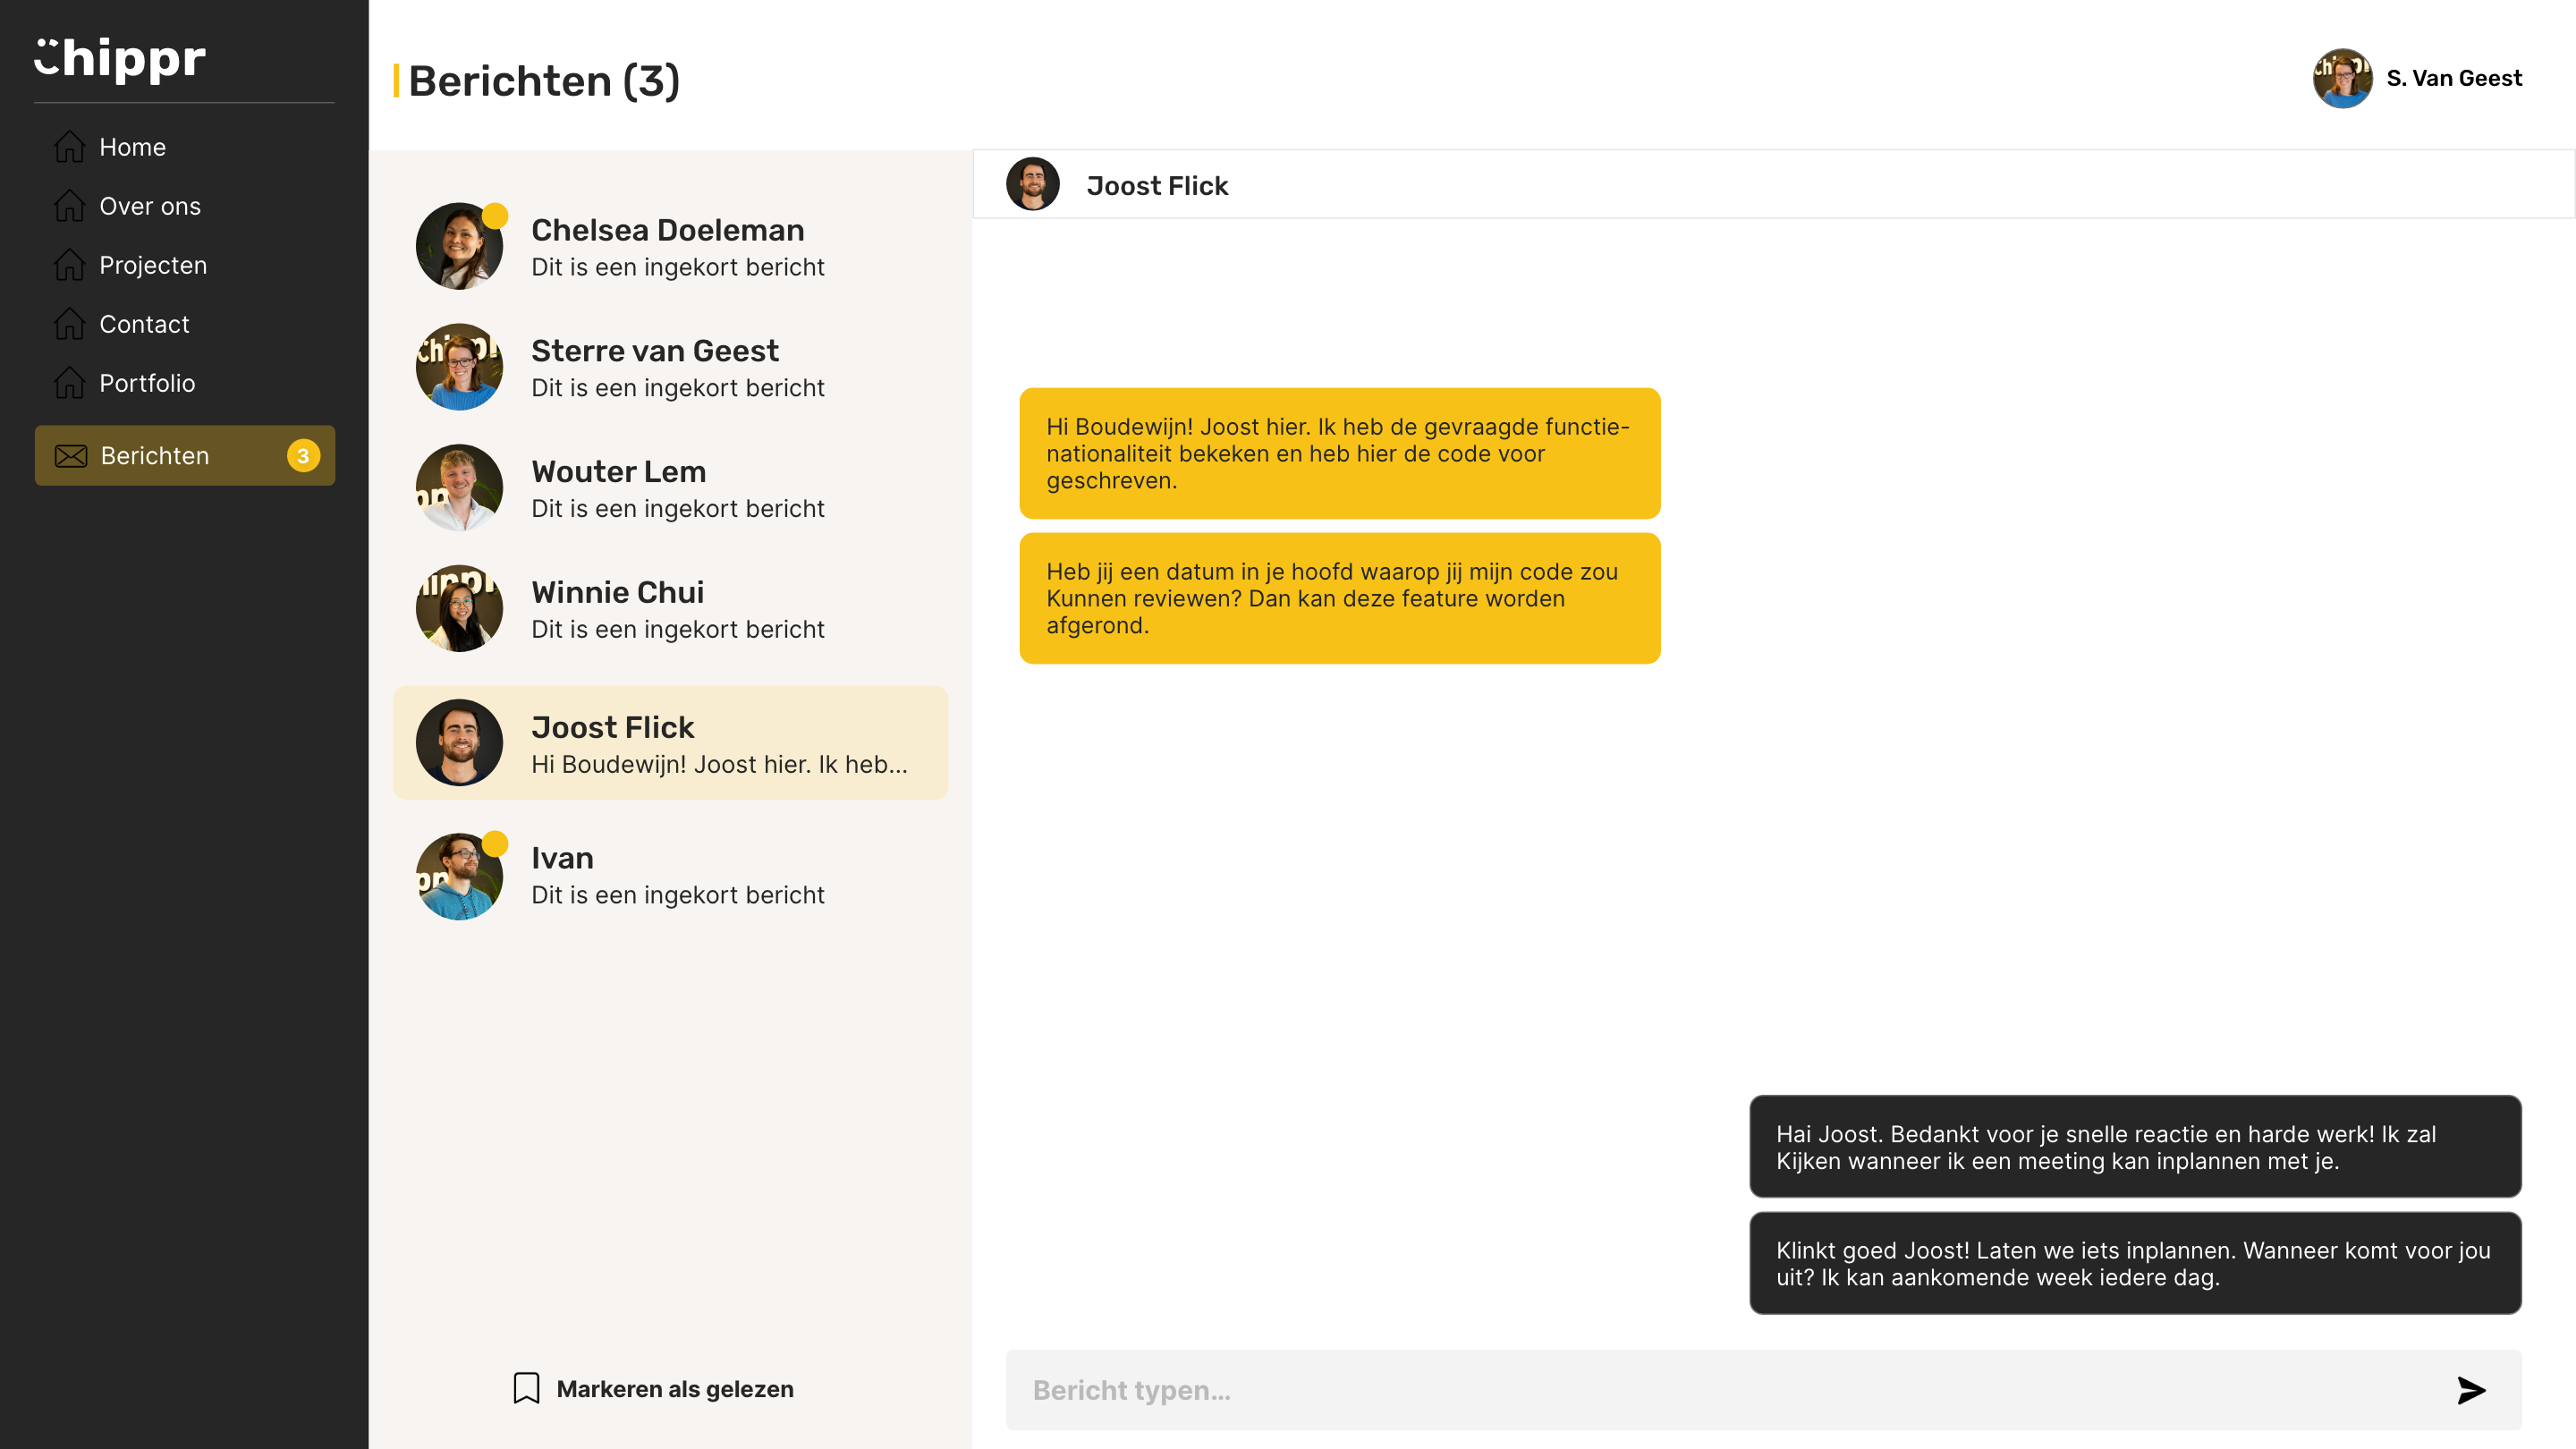 Chippr
Home
Over ons
Projecten
Contact
Portfolio
Berichten 3
Berichten (3)
S. Van Geest
Chelsea Doeleman
Dit is een ingekort bericht
Sterre van Geest
Dit is een ingekort bericht
Wouter Lem
Dit is een ingekort bericht
Winnie Chui
Dit is een ingekort bericht
Joost Flick
Hi Boudewijn! Joost hier. Ik heb...
Ivan
Dit is een ingekort bericht
Markeren als gelezen
Joost Flick
Hi Boudewijn! Joost hier. Ik heb de gevraagde functie-
nationaliteit bekeken en heb hier de code voor
geschreven.
Heb jij een datum in je hoofd waarop jij mijn code zou
Kunnen reviewen? Dan kan deze feature worden
afgerond.
Hai Joost. Bedankt voor je snelle reactie en harde werk! Ik zal
Kijken wanneer ik een meeting kan inplannen met je.
Klinkt goed Joost! Laten we iets inplannen. Wanneer komt voor jou
uit? Ik kan aankomende week iedere dag.
Bericht typen...